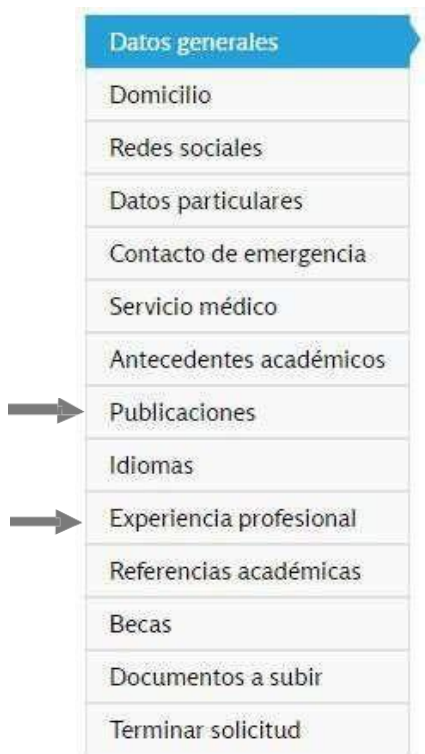 Datos generales
Domicilio
Redes sociales
Datos particulares
Contacto de emergencia
Servicio médico
Antecedentes académicos
Publicaciones
Idiomas
Experiencia profesional
Referencias académicas
Becas
Documentos a subir
Terminar solicitud